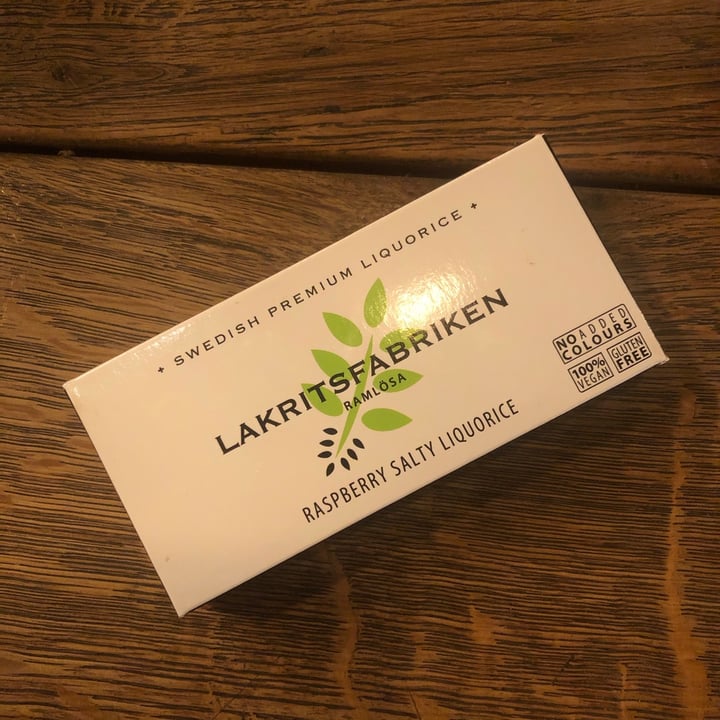 + SWEDISH PREMIUM LIQUORICE +
LAKRITSFABRIKEN
RAMLÖSA
RASPBERRY SALTY LIQUORICE
NO ADDED
COLOURS
100%
VEGAN
GLUTEN
FREE